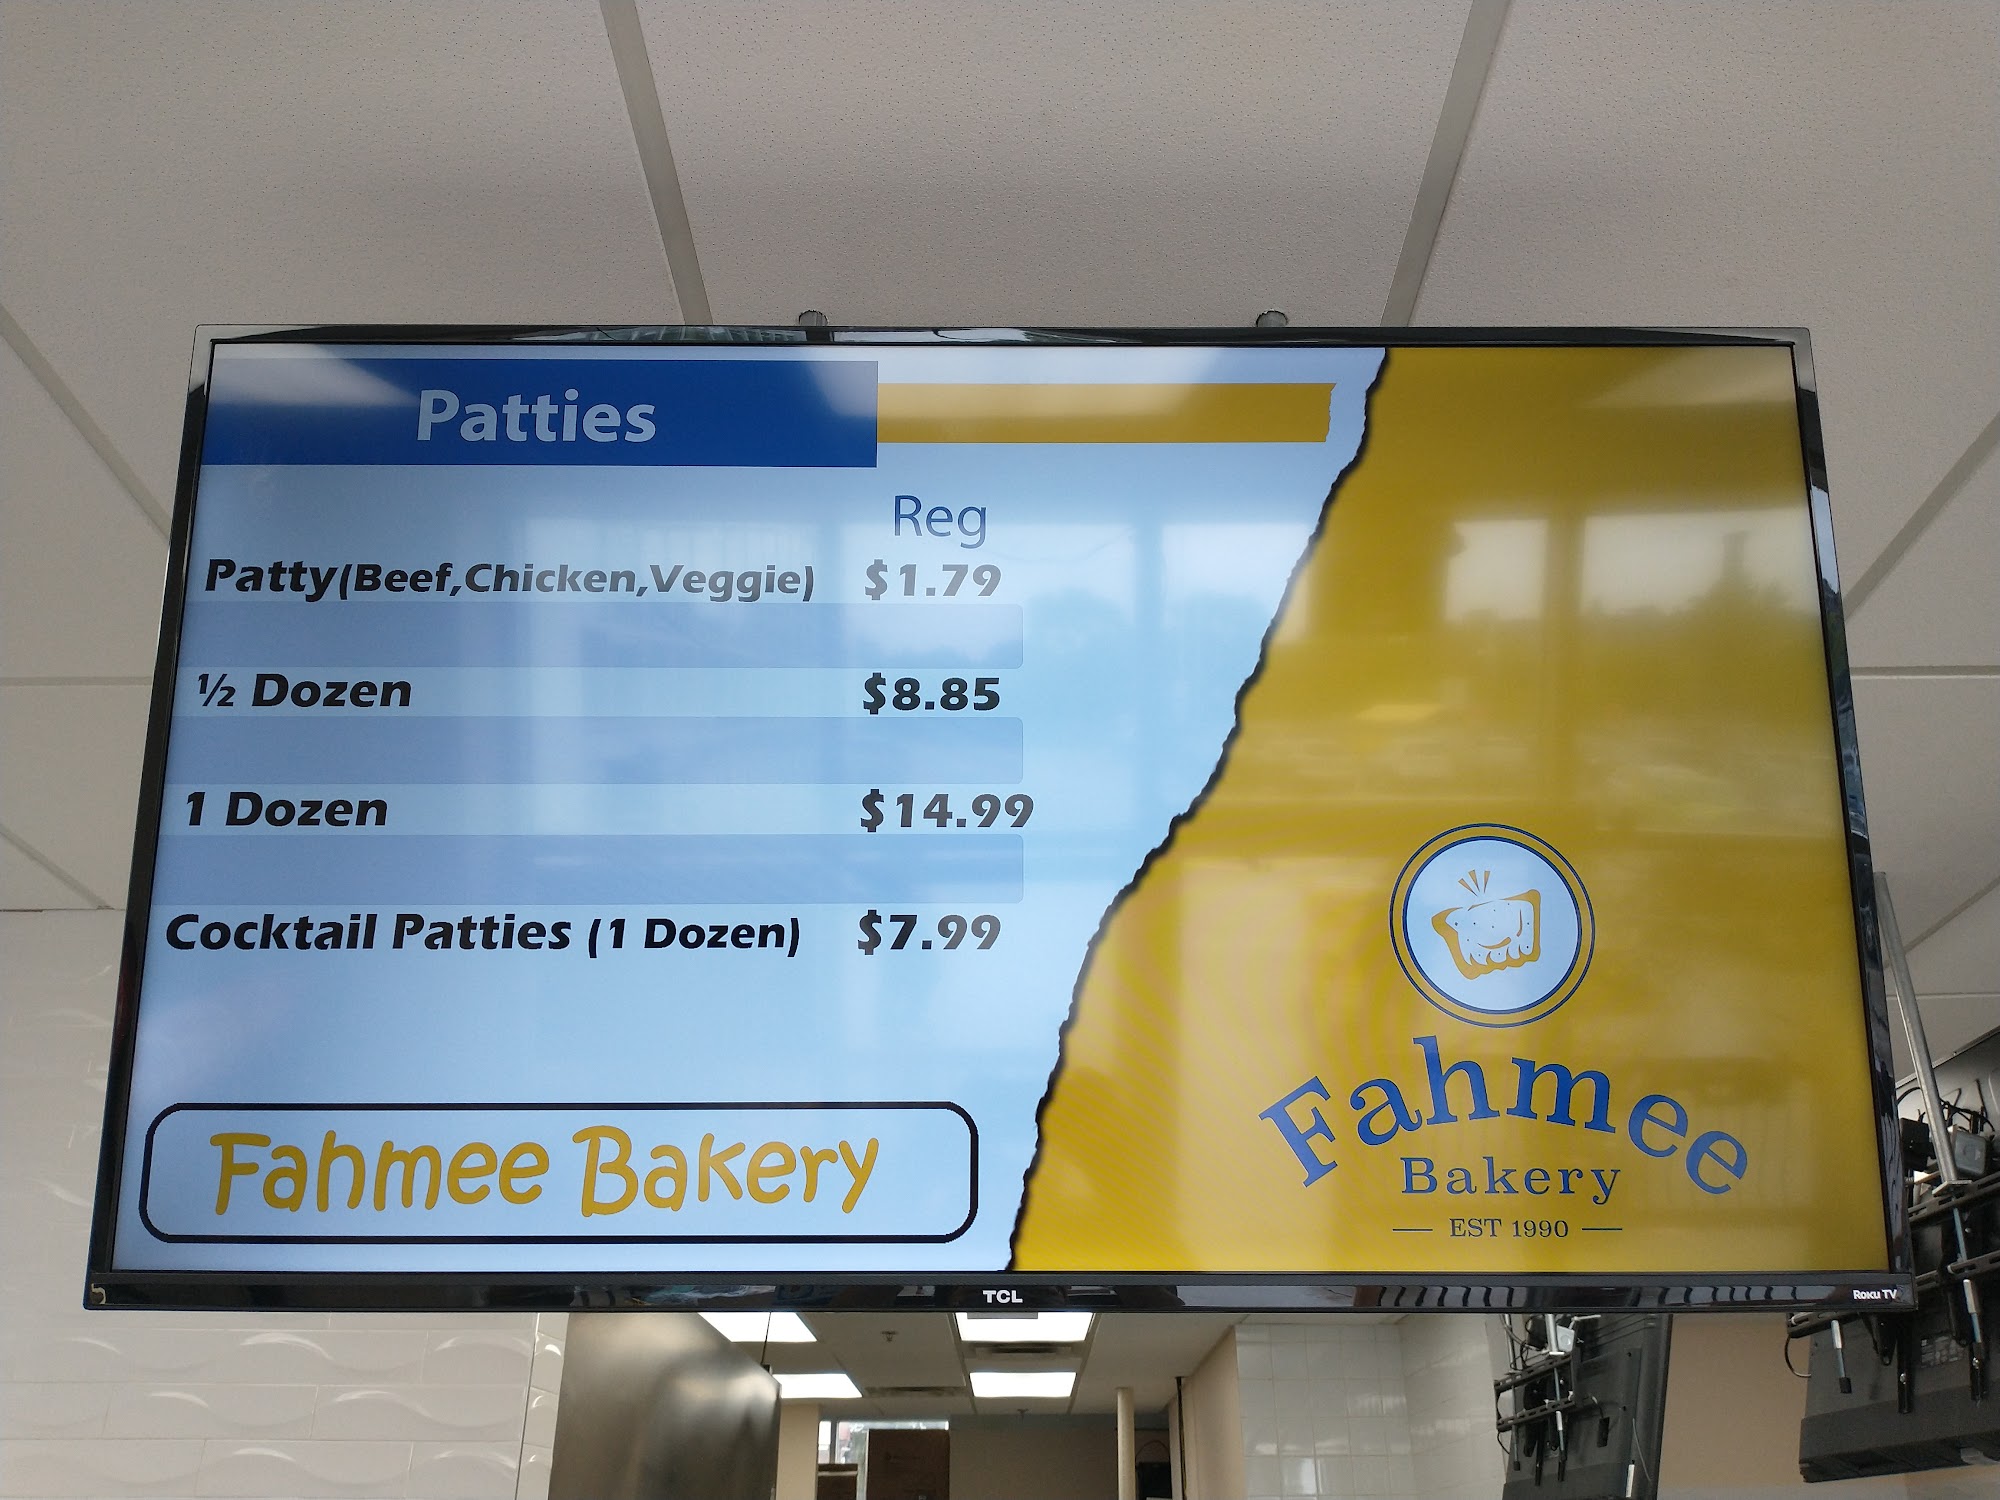 Patties
Reg
Patty(Beef,Chicken,Veggie) $1.79
½ Dozen $8.85
1 Dozen $14.99
Cocktail Patties (1 Dozen) $7.99
Fahmee Bakery
Fahmee
Bakery
EST 1990
TCL
Roku TV